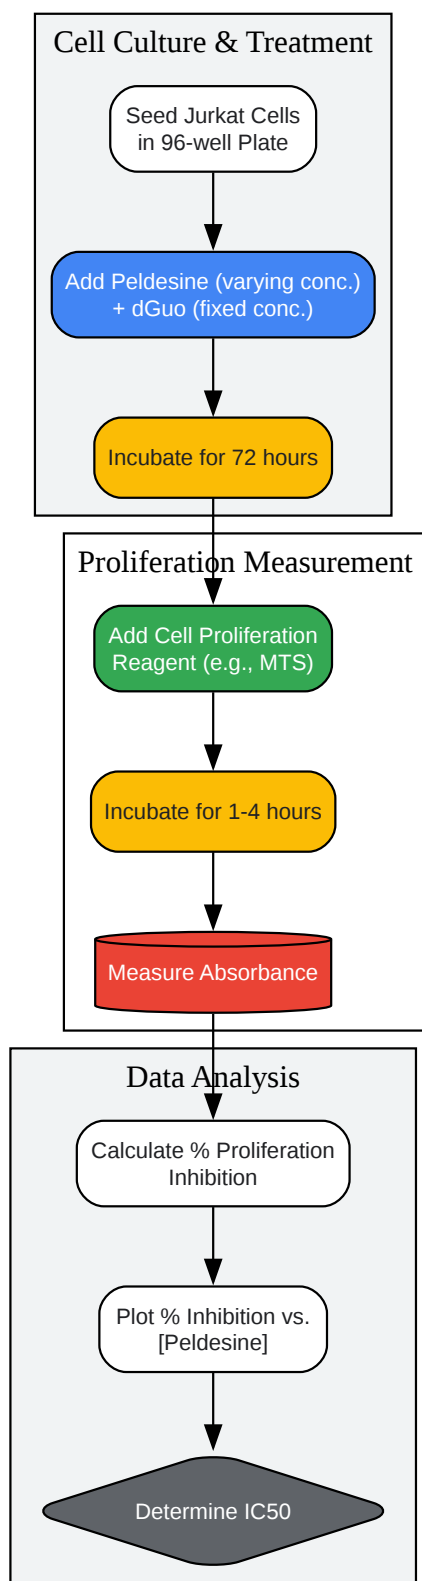 Cell Culture & Treatment
Seed Jurkat Cells
in 96-well Plate
Add Peldesine (varying conc.)
+ dGuo (fixed conc.)
Incubate for 72 hours
Proliferation Measurement
Add Cell Proliferation
Reagent (e.g., MTS)
Incubate for 1-4 hours
Measure Absorbance
Data Analysis
Calculate % Proliferation
Inhibition
Plot % Inhibition vs.
[Peldesine]
Determine IC50